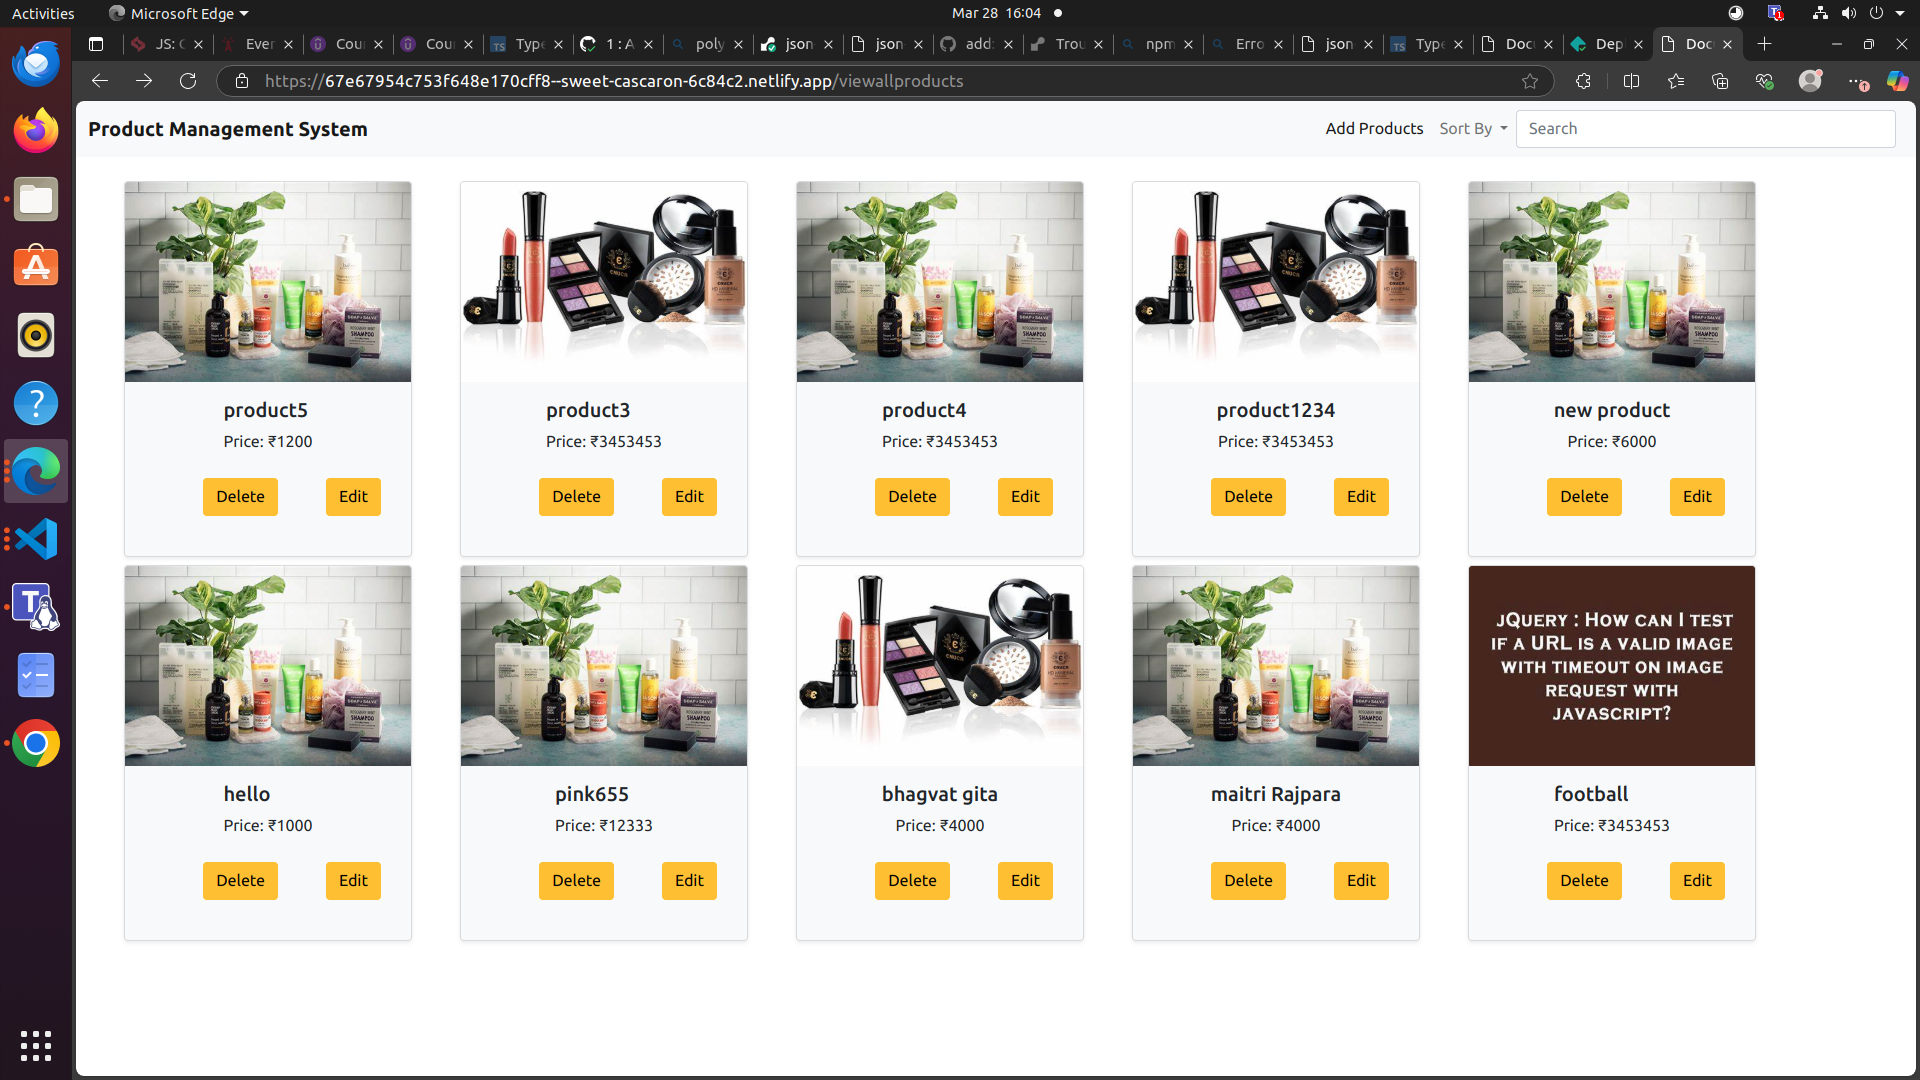 Activities
Microsoft Edge
Mar 28 16:04
JS: C
Ever
Cour
Cour
Type
1 : A
poly
json
json
add:
Trou
npm
Erro
json
Type
Docu
Depl
Docu
https://67e67954c753f648e170cff8--sweet-cascaron-6c84c2.netlify.app/viewallproducts
Product Management System
Add Products
Sort By
Search
product5
Price: ₹1200
Delete
Edit
product3
Price: ₹3453453
Delete
Edit
product4
Price: ₹3453453
Delete
Edit
product1234
Price: ₹3453453
Delete
Edit
new product
Price: ₹6000
Delete
Edit
hello
Price: ₹1000
Delete
Edit
pink655
Price: ₹12333
Delete
Edit
bhagvat gita
Price: ₹4000
Delete
Edit
maitri Rajpara
Price: ₹4000
Delete
Edit
jQuery : How can I test
if a URL is a valid image
with timeout on image
request with
javascript?
football
Price: ₹3453453
Delete
Edit